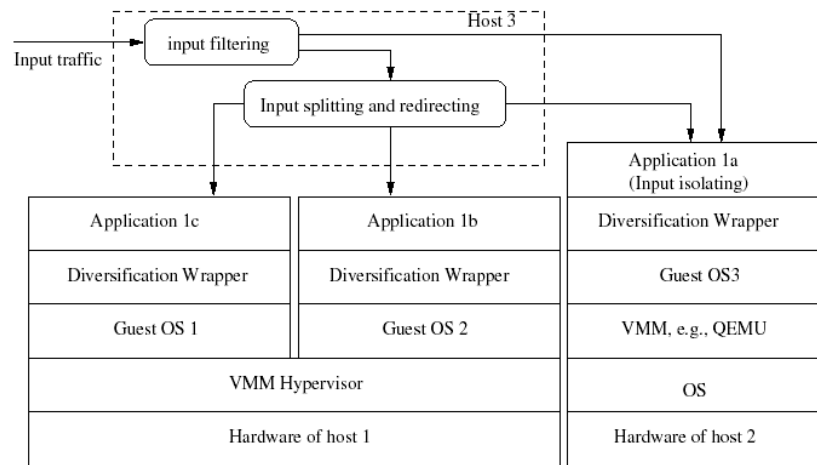 Host 3
input filtering
Input traffic
Input splitting and redirecting
Application 1a
(Input isolating)
Application 1c
Application 1b
Diversification Wrapper
Diversification Wrapper
Diversification Wrapper
Guest OS3
Guest OS 1
Guest OS 2
VMM, e.g., QEMU
VMM Hypervisor
OS
Hardware of host 1
Hardware of host 2